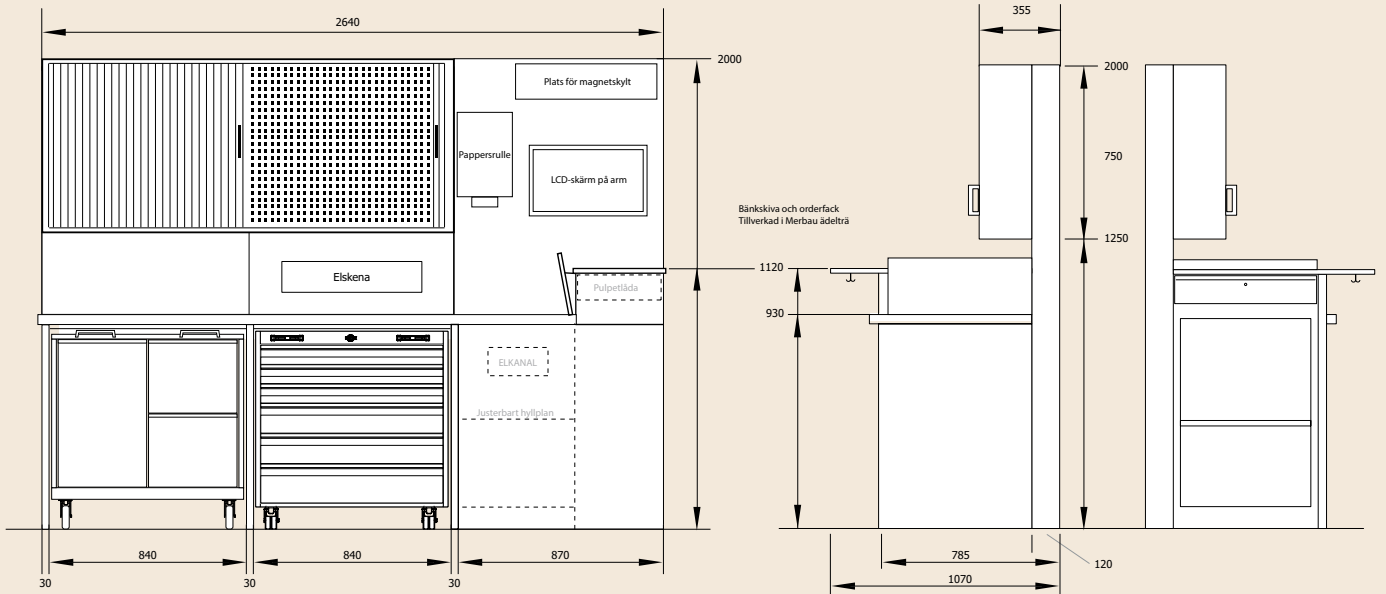 2640
355
2000
2000
Plats för magnetskylt
Pappersrulle
LCD-skärm på arm
750
Bänkskiva och orderfack
Tillverkad i Merbau ädelträ
1250
Elskena
1120
Pulpetlåda
930
ELKANAL
Justerbart hyllplan
840
840
870
785
120
1070
30
30
30